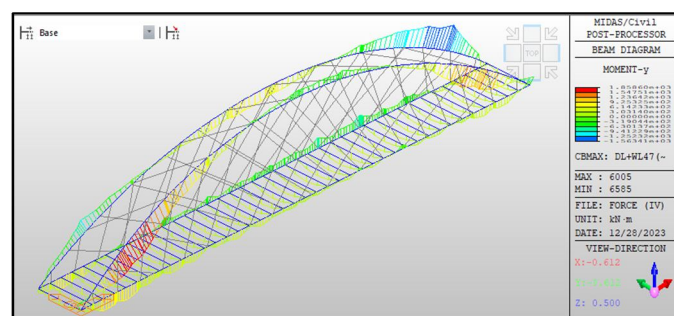 Base
TOP
MIDAS/Civil
POST-PROCESSOR
BEAM DIAGRAM
MOMENT-y
1.85860e+03
1.54751e+03
1.23642e+03
9.25325e+02
6.14233e+02
3.03140e+02
0.00000e+00
-3.19044e+02
-6.30137e+02
-9.41229e+02
-1.25232e+03
-1.56341e+03
CBMAX: DL+WL47(~
MAX : 6005
MIN : 6585
FILE: FORCE (IV)
UNIT: kN·m
DATE: 12/28/2023
VIEW-DIRECTION
X:-0.612
Z: 0.500